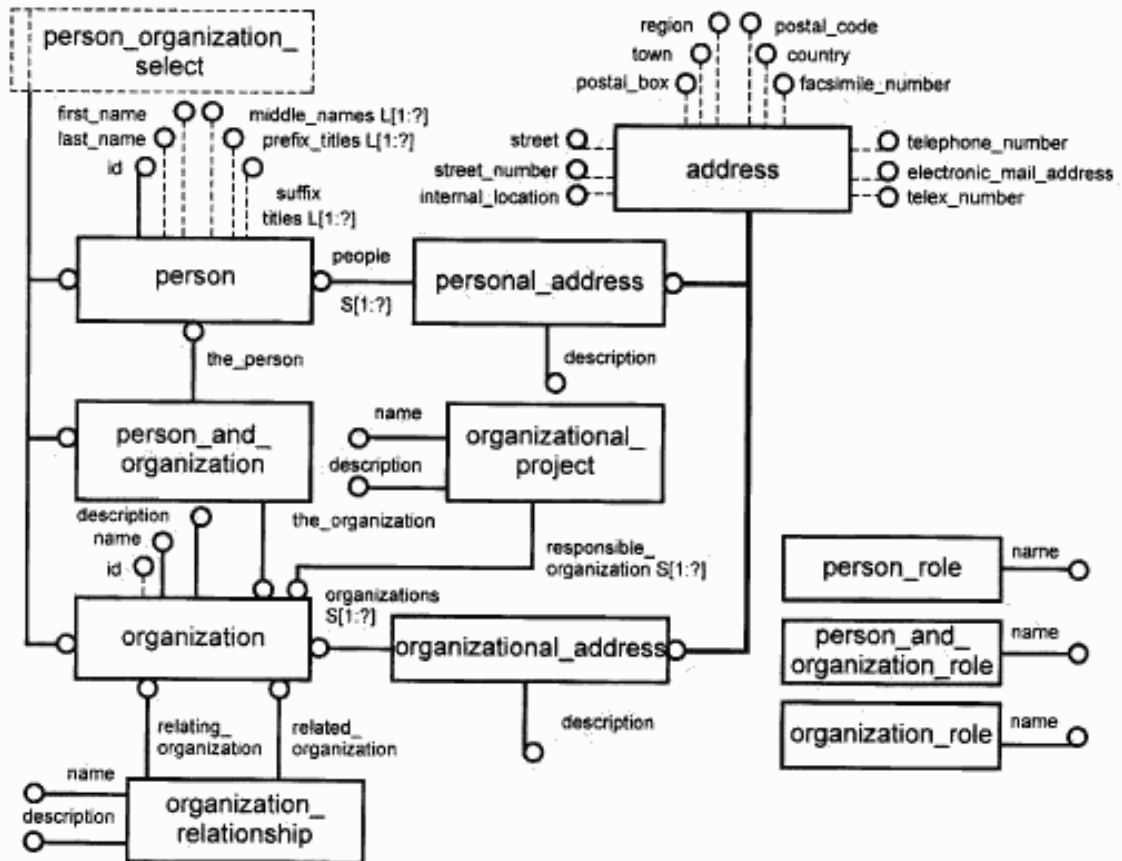 person_organization_
select
region
postal_code
town
country
postal_box
facsimile_number
first_name
middle_names L[1:?]
last_name
prefix_titles L[1:?]
id
suffix
titles L[1:?]
street
street_number
internal_location
address
telephone_number
electronic_mail_address
telex_number
person
people
S[1:?]
personal_address
the_person
description
person_and_
organization
name
description
organizational_
project
description
name
id
the_organization
responsible_
organization S[1:?]
organizations
S[1:?]
organization
organizational_address
description
person_role
name
person_and_
organization_role
name
organization_role
name
relating_
organization
related_
organization
name
description
organization_
relationship